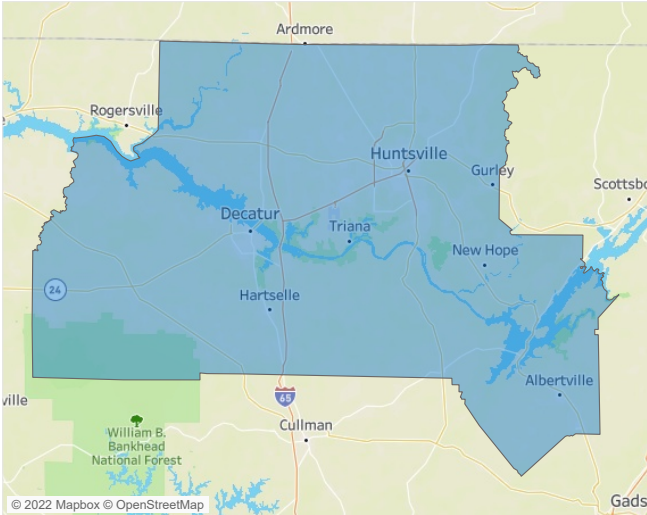 Ardmore
Rogersville
e
Huntsville
Gurley
Scottsbo
Decatur
Triana
New Hope
24
Hartselle
Albertville
65
ville
Cullman
William B.
Bankhead
National Forest
Gads
© 2022 Mapbox © OpenStreetMap